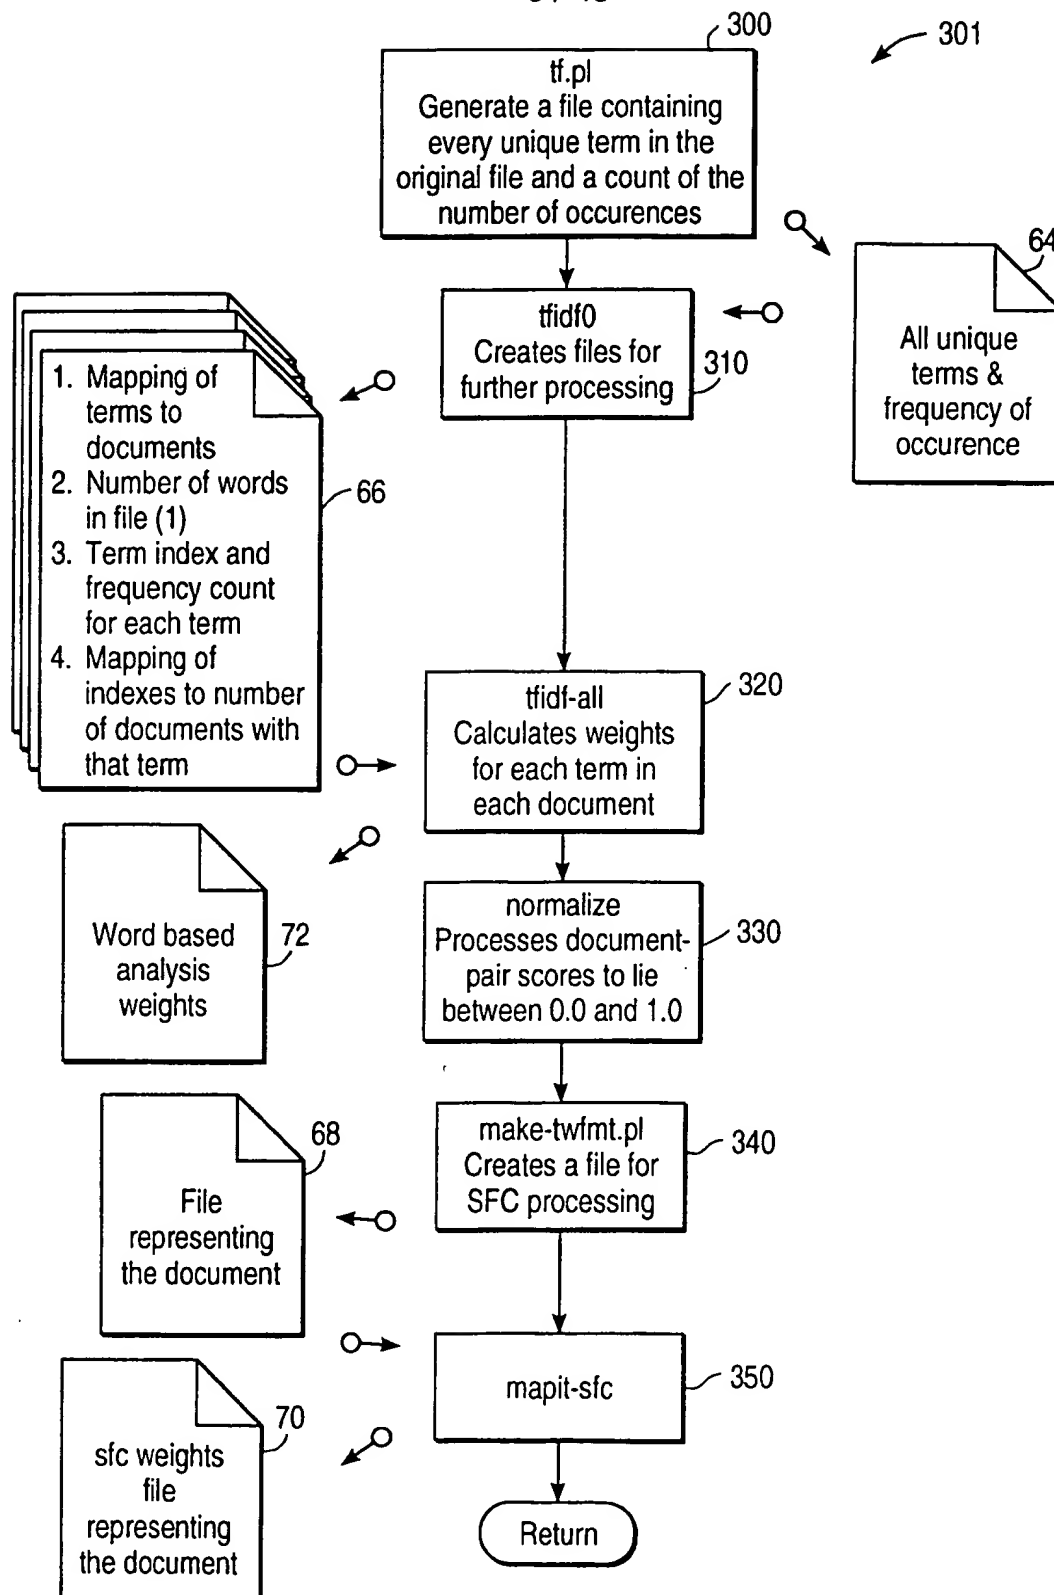 300
301
tf.pl
Generate a file containing
every unique term in the
original file and a count of the
number of occurences
64
All unique
terms &
frequency of
occurence
tfidf0
Creates files for
further processing
310
1. Mapping of
terms to
documents
2. Number of words
in file (1)
3. Term index and
frequency count
for each term
4. Mapping of
indexes to number
of documents with
that term
66
tfidf-all
Calculates weights
for each term in
each document
320
Word based
analysis
weights
72
normalize
Processes document-
pair scores to lie
between 0.0 and 1.0
330
make-twfmt.pl
Creates a file for
SFC processing
340
File
representing
the document
68
mapit-sfc
350
sfc weights
file
representing
the document
70
Return